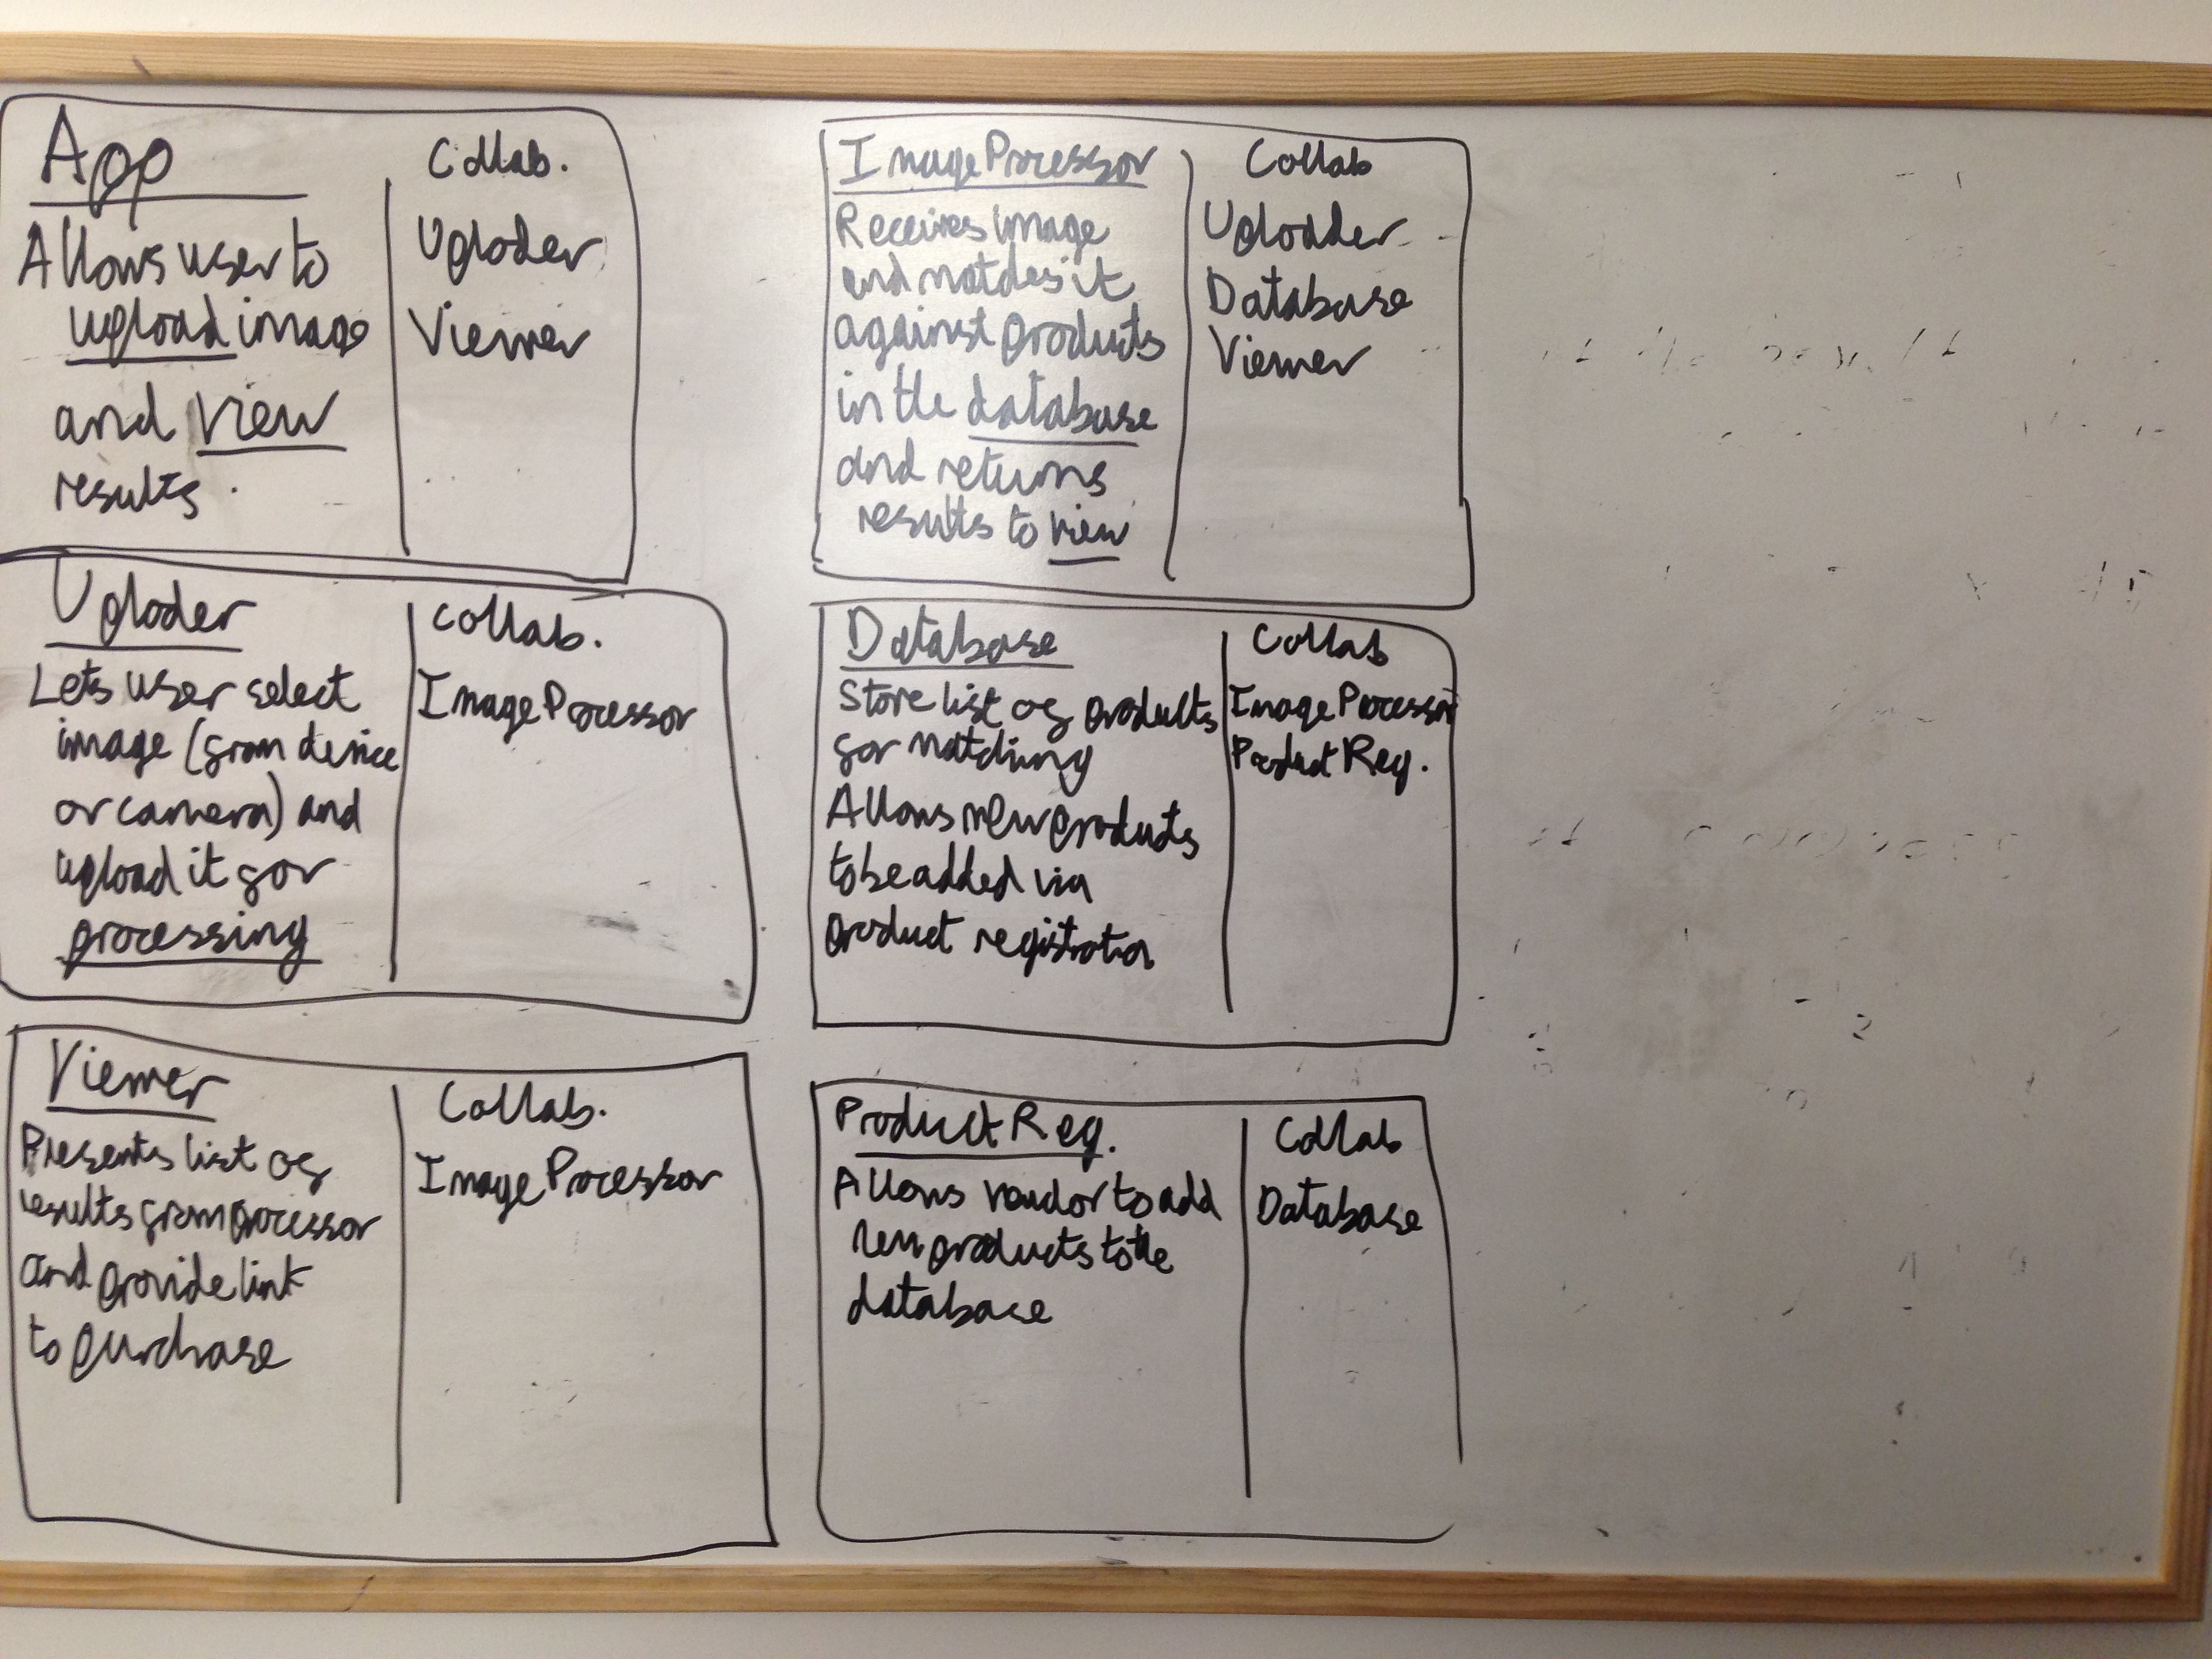 App
Collab.
Allows user to
upload image
and view
results.
Uploder
Viewer
Uploder
Collab.
Lets user select
image (from device
or camera) and
upload it for
processing
ImageProcessor
Viewer
Collab.
Presents list of
results from processor
and provide link
to purchase
ImageProcessor
ImageProcessor
Collab
Receives image
and matches it
against products
in the database
and returns
results to view
Uploader
Database
Viewer
Database
Collab
Store list of products
for matching
Allows new products
to be added via
product registration
ImageProcessor
Product Reg.
Product Reg.
Collab
Allows vendor to add
new products to the
database
Database